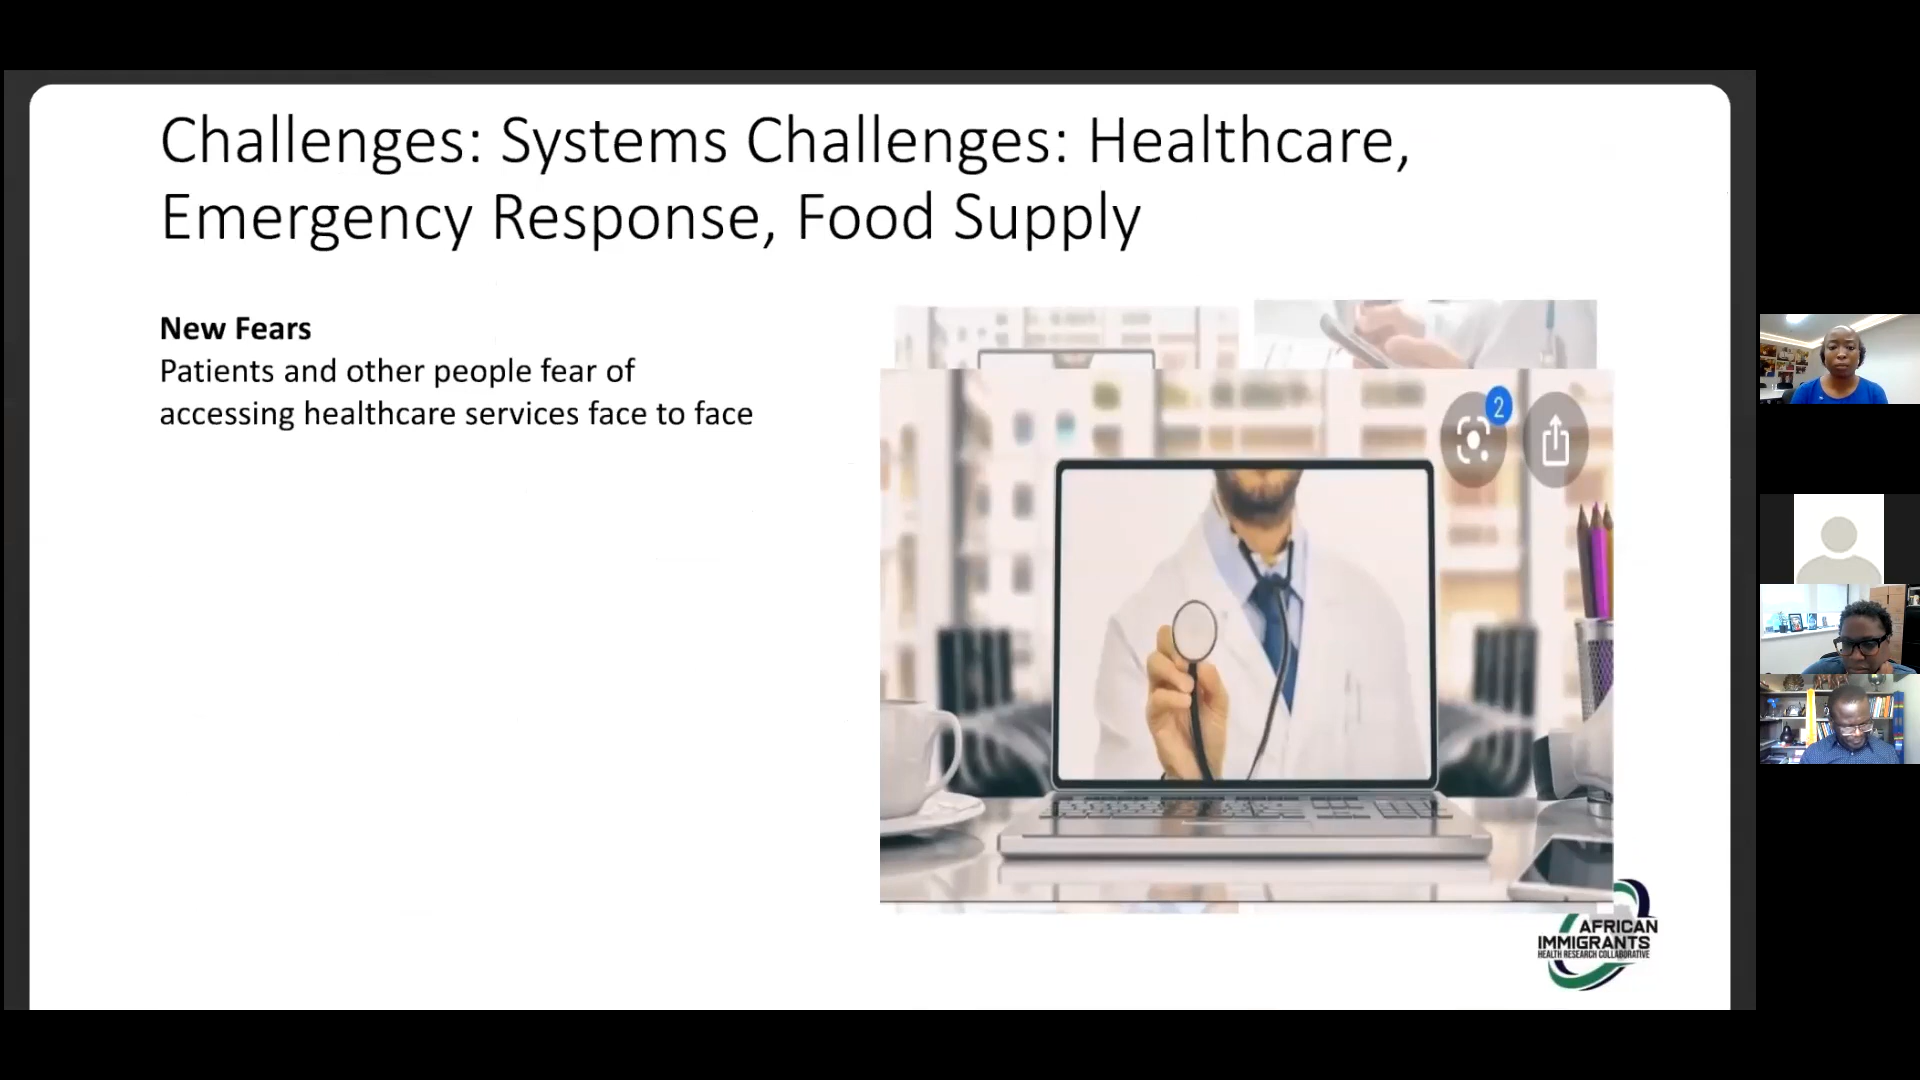 Challenges: Systems Challenges: Healthcare,
Emergency Response, Food Supply
New Fears
Patients and other people fear of
accessing healthcare services face to face
2
AFRICAN
IMMIGRANTS
HEALTH RESEARCH COLLABORATIVE